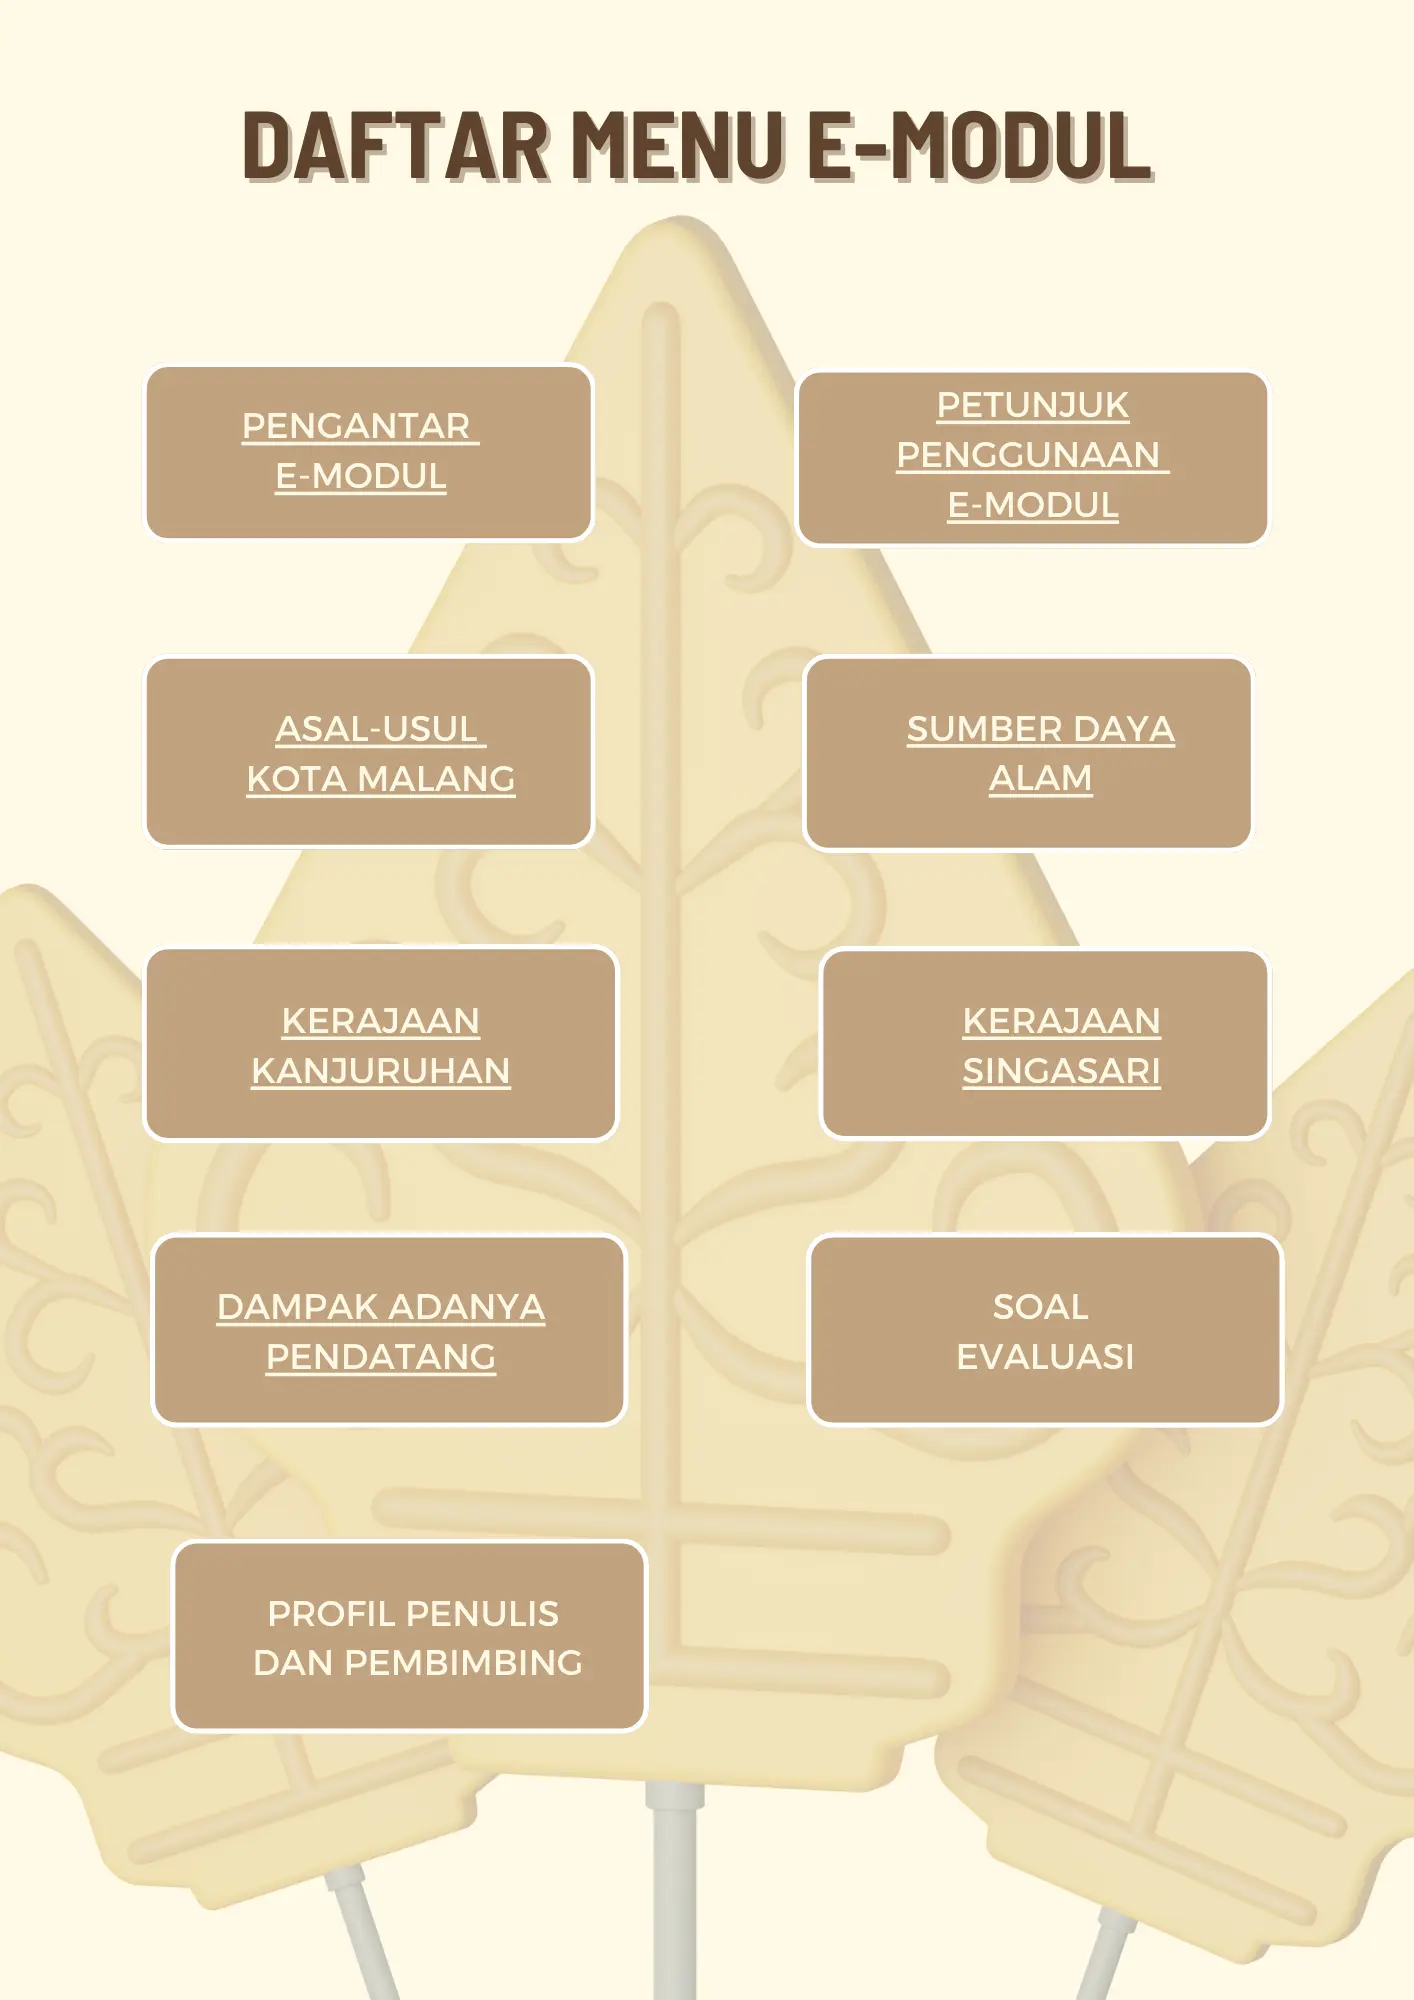 DAFTAR MENU E-MODUL
PENGANTAR
E-MODUL
PETUNJUK
PENGGUNAAN
E-MODUL
ASAL-USUL
KOTA MALANG
SUMBER DAYA
ALAM
KERAJAAN
KANJURUHAN
KERAJAAN
SINGASARI
DAMPAK ADANYA
PENDATANG
SOAL
EVALUASI
PROFIL PENULIS
DAN PEMBIMBING